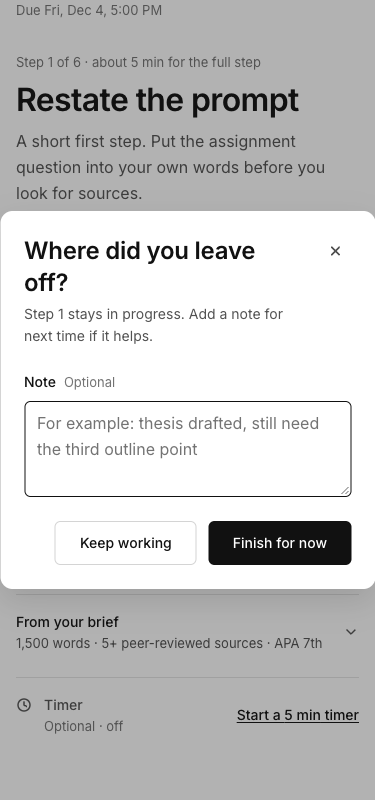 Due Fri, Dec 4, 5:00 PM
Step 1 of 6 · about 5 min for the full step
Restate the prompt
A short first step. Put the assignment
question into your own words before you
look for sources.
Where did you leave
off?
Step 1 stays in progress. Add a note for
next time if it helps.
Note Optional
For example: thesis drafted, still need
the third outline point
Keep working
Finish for now
From your brief
1,500 words · 5+ peer-reviewed sources · APA 7th
Timer
Optional · off
Start a 5 min timer